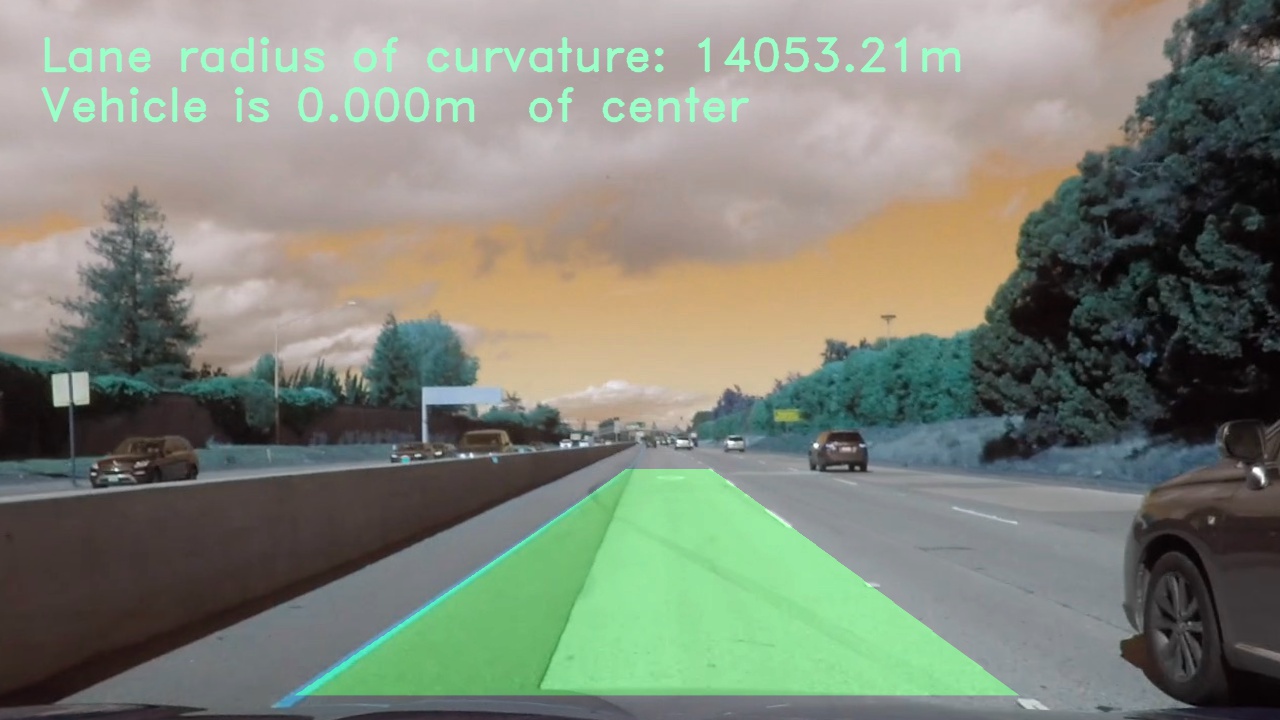 Lane radius of curvature: 14053.21m
Vehicle is 0.000m of center